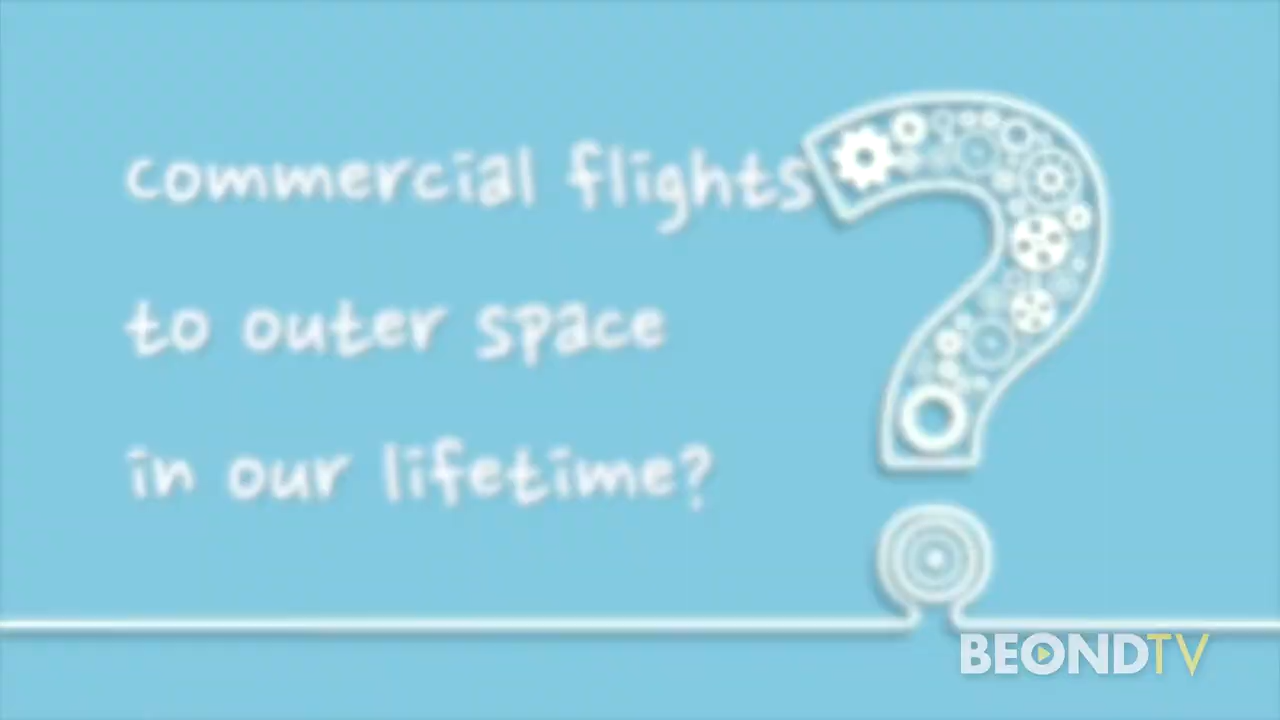 commercial flights
to outer space
in our lifetime?
BEONDTV